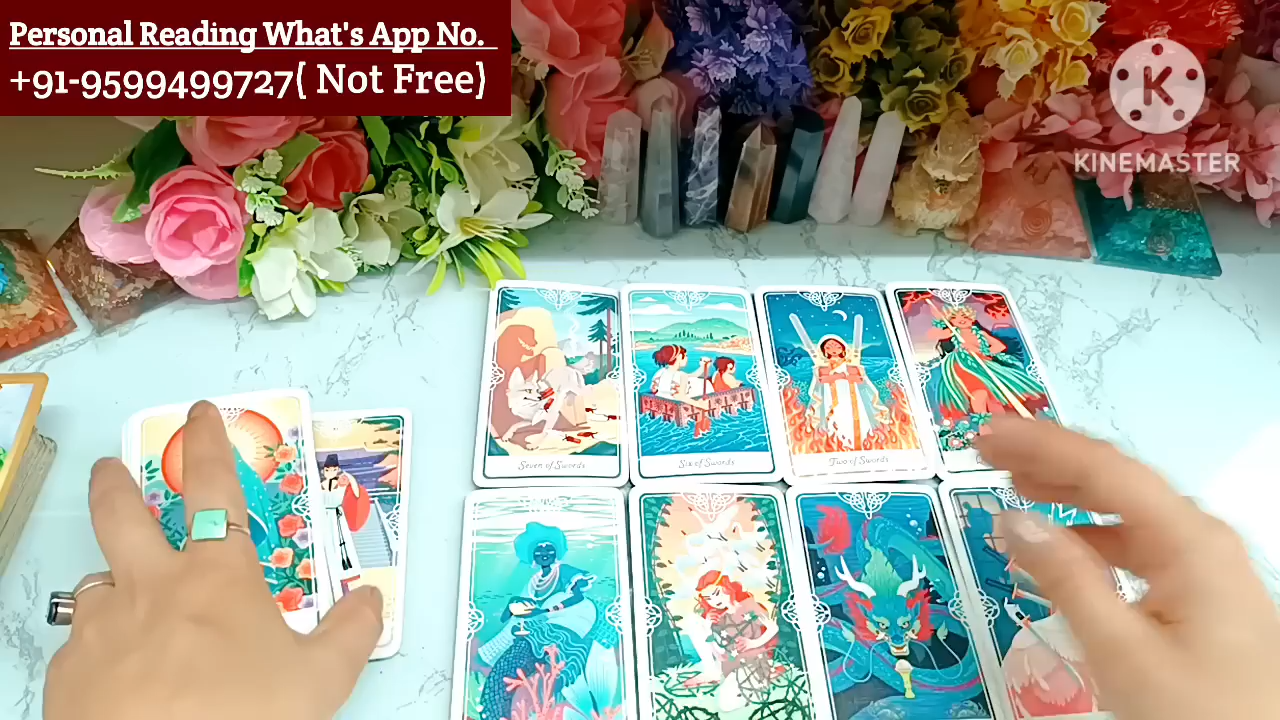 Personal Reading What's App No.
+91-9599499727( Not Free)
K
KINEMASTER
Seven of Swords
Six of Swords
Two of Swords